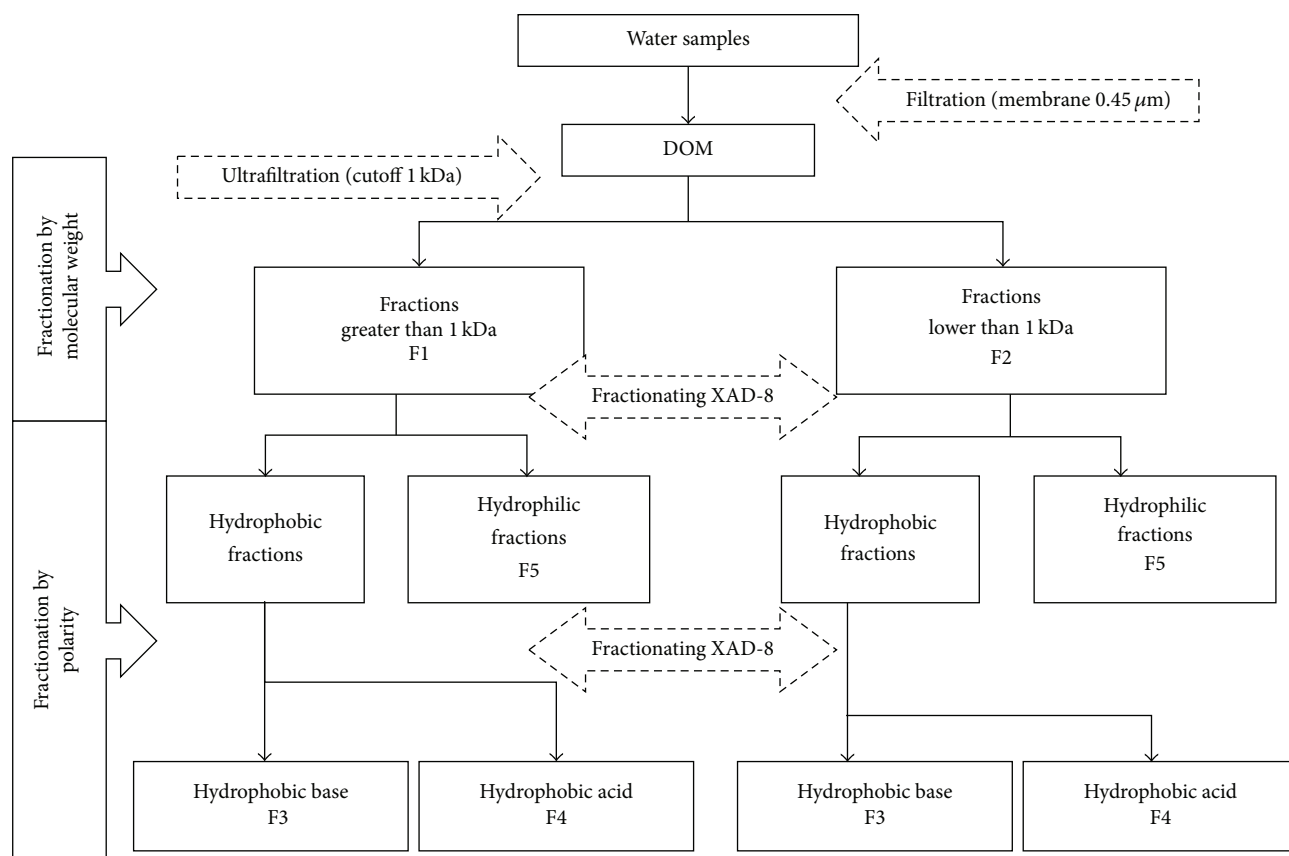 Water samples
Filtration (membrane 0.45 μm)
DOM
Ultrafiltration (cutoff 1 kDa)
Fractionation by
molecular weight
Fractions
greater than 1 kDa
F1
Fractions
lower than 1 kDa
F2
Fractionating XAD-8
Hydrophobic
fractions
Hydrophilic
fractions
F5
Hydrophobic
fractions
Hydrophilic
fractions
F5
Fractionation by
polarity
Fractionating XAD-8
Hydrophobic base
F3
Hydrophobic acid
F4
Hydrophobic base
F3
Hydrophobic acid
F4